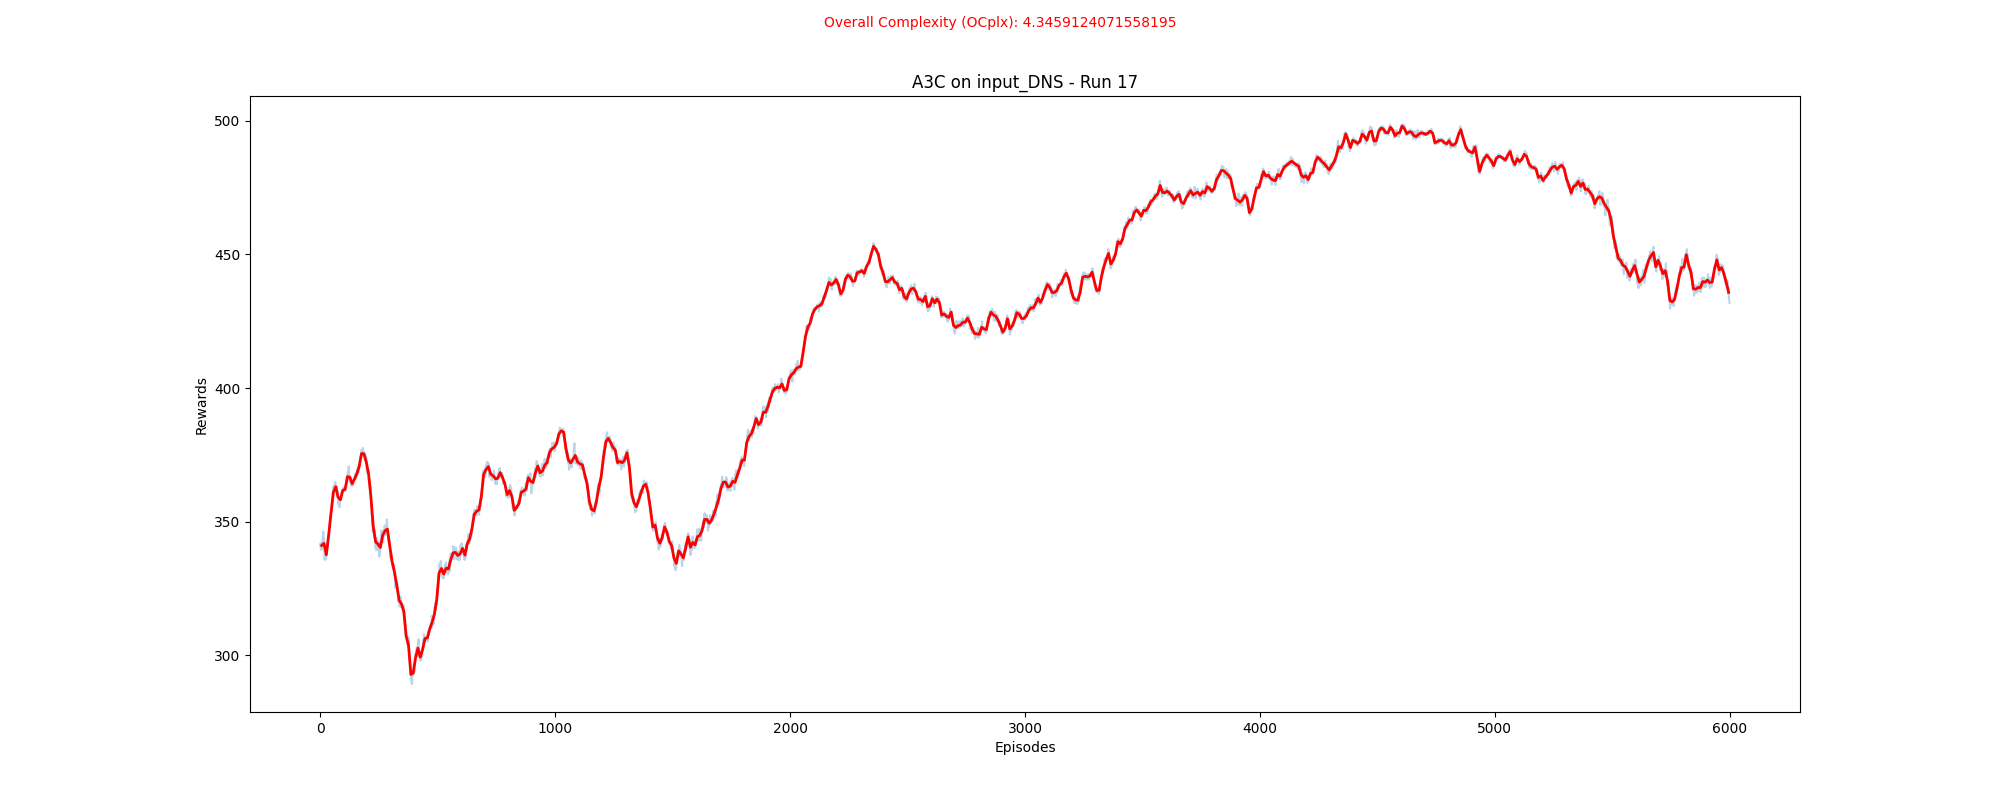 Overall Complexity (OCplx): 4.3459124071558195
A3C on input_DNS - Run 17
500
450
400
350
300
Rewards
0 1000 2000 3000 4000 5000 6000
Episodes